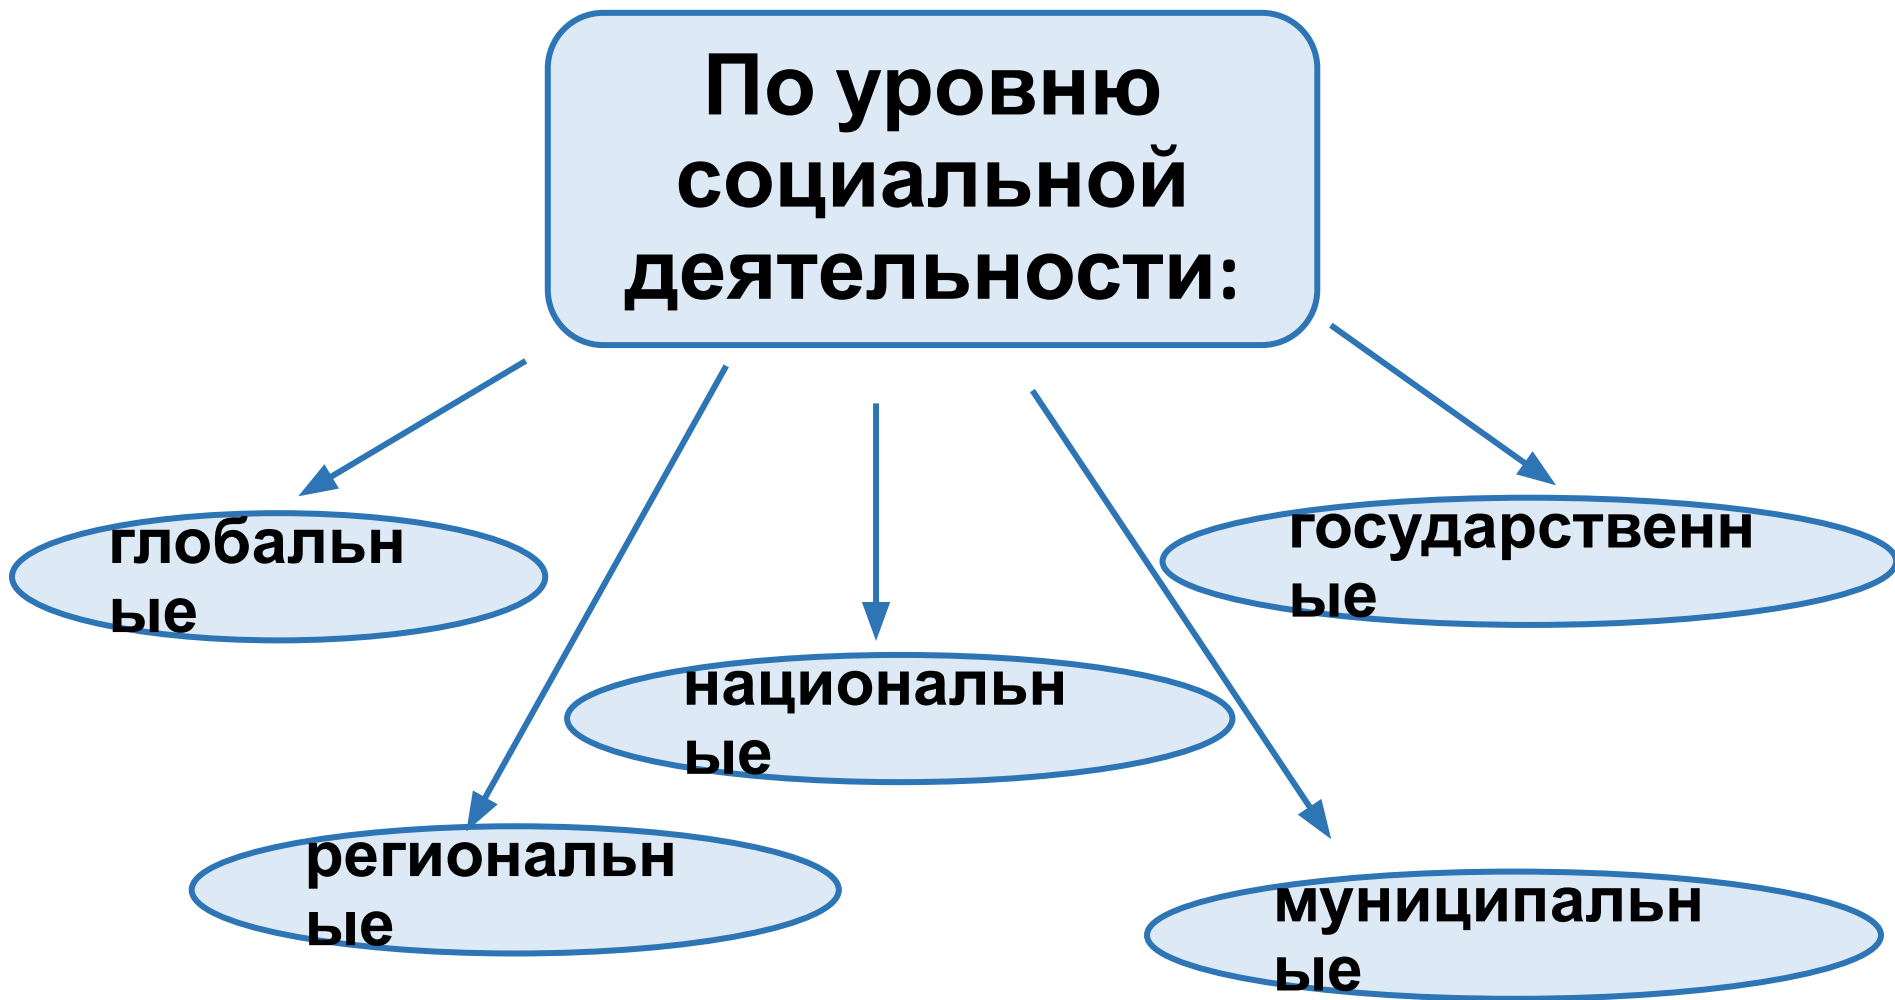 По уровню
социальной
деятельности:
глобальн
ые
государственн
ые
национальн
ые
региональн
ые
муниципальн
ые